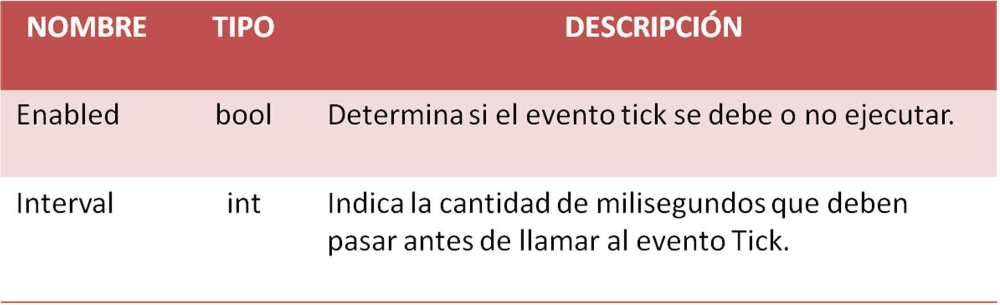 NOMBRE TIPO DESCRIPCIÓN
Enabled bool Determina si el evento tick se debe o no ejecutar.
Interval int Indica la cantidad de milisegundos que deben
pasar antes de llamar al evento Tick.